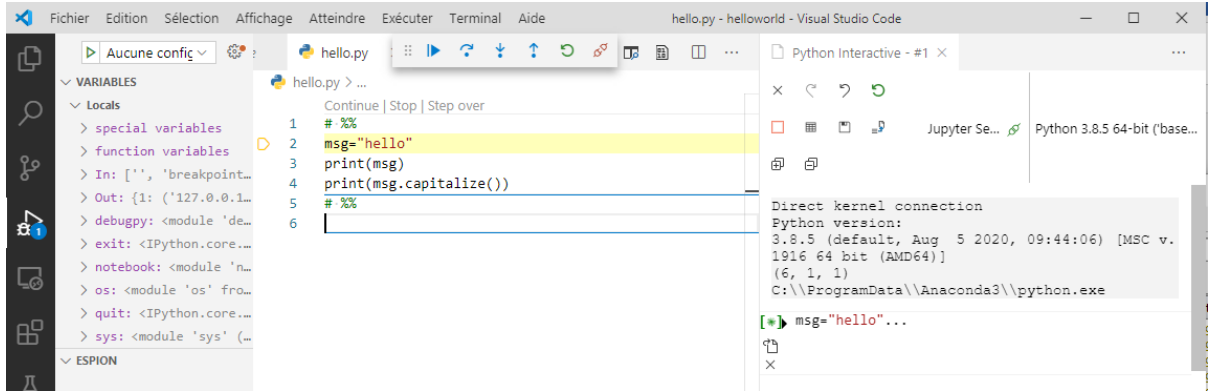 Fichier Edition Sélection Affichage Atteindre Exécuter Terminal Aide hello.py - helloworld - Visual Studio Code
Aucune config
VARIABLES
Locals
> special variables
> function variables
> In: ['', 'breakpoint...
> Out: {1: ('127.0.0.1...
> debugpy: <module 'de...
> exit: <IPython.core....
> notebook: <module 'n...
> os: <module 'os' fro...
> quit: <IPython.core....
> sys: <module 'sys' (...
ESPION
1
hello.py
hello.py > ...
Continue | Stop | Step over
1 # %%
2 msg="hello"
3 print(msg)
4 print(msg.capitalize())
5 # %%
6
Python Interactive - #1
Jupyter Se... Python 3.8.5 64-bit ('base...
Direct kernel connection
Python version:
3.8.5 (default, Aug 5 2020, 09:44:06) [MSC v.
1916 64 bit (AMD64)]
(6, 1, 1)
C:\\ProgramData\\Anaconda3\\python.exe
[*] msg="hello"...